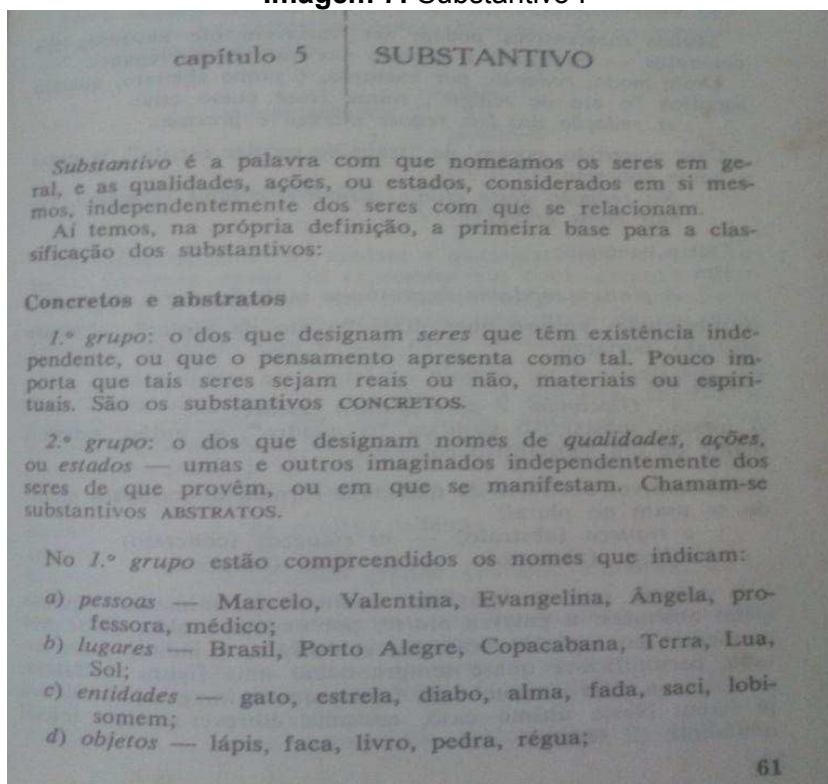 Imagem 7: Substantivo I
capítulo 5 SUBSTANTIVO
Substantivo é a palavra com que nomeamos os seres em ge-
ral, e as qualidades, ações, ou estados, considerados em si mes-
mos, independentemente dos seres com que se relacionam.
Aí temos, na própria definição, a primeira base para a clas-
sificação dos substantivos:
Concretos e abstratos
1.º grupo: o dos que designam seres que têm existência inde-
pendente, ou que o pensamento apresenta como tal. Pouco im-
porta que tais seres sejam reais ou não, materiais ou espiri-
tuais. São os substantivos CONCRETOS.
2.º grupo: o dos que designam nomes de qualidades, ações,
ou estados — umas e outros imaginados independentemente dos
seres de que provêm, ou em que se manifestam. Chamam-se
substantivos ABSTRATOS.
No 1.º grupo estão compreendidos os nomes que indicam:
a) pessoas — Marcelo, Valentina, Evangelina, Ângela, pro-
fessora, médico;
b) lugares — Brasil, Porto Alegre, Copacabana, Terra, Lua,
Sol;
c) entidades — gato, estrela, diabo, alma, fada, saci, lobi-
somem;
d) objetos — lápis, faca, livro, pedra, régua;
61